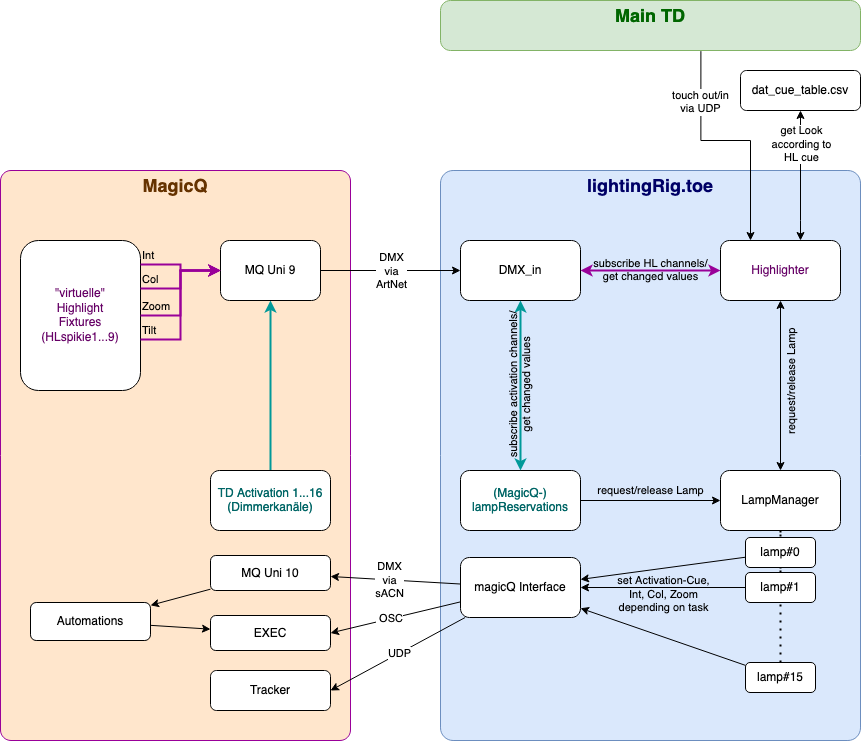 Main TD
touch out/in
via UDP
dat_cue_table.csv
get Look
according to
HL cue
MagicQ
lightingRig.toe
"virtuelle"
Highlight
Fixtures
(HLspikie1...9)
Int
Col
Zoom
Tilt
MQ Uni 9
DMX
via
ArtNet
DMX_in
subscribe HL channels/
get changed values
Highlighter
subscribe activation channels/
get changed values
request/release Lamp
TD Activation 1...16
(Dimmerkanäle)
(MagicQ-)
lampReservations
request/release Lamp
LampManager
lamp#0
lamp#1
lamp#15
set Activation-Cue,
Int, Col, Zoom
depending on task
magicQ Interface
DMX
via
sACN
OSC
UDP
MQ Uni 10
Automations
EXEC
Tracker